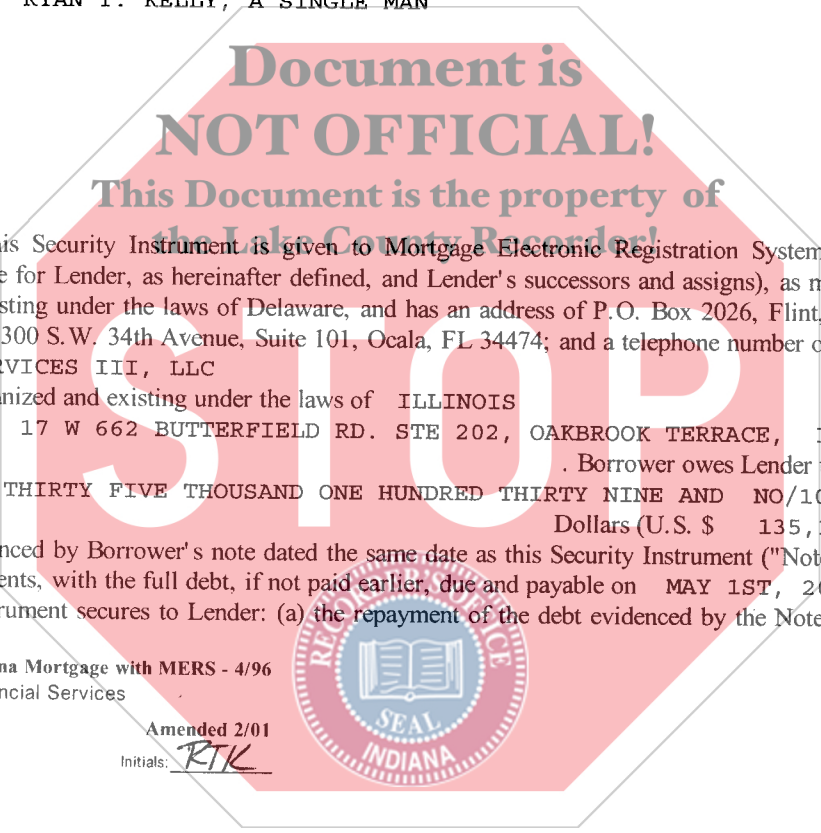 RYAN T. KELLY, A SINGLE MAN
Document is
NOT OFFICIAL!
This Document is the property of
the Lake County Recorder!
is Security Instrument is given to Mortgage Electronic Registration System
e for Lender, as hereinafter defined, and Lender's successors and assigns), as m
sting under the laws of Delaware, and has an address of P.O. Box 2026, Flint,
300 S.W. 34th Avenue, Suite 101, Ocala, FL 34474; and a telephone number o
VICES III, LLC
nized and existing under the laws of ILLINOIS
17 W 662 BUTTERFIELD RD. STE 202, OAKBROOK TERRACE, I
. Borrower owes Lender
THIRTY FIVE THOUSAND ONE HUNDRED THIRTY NINE AND NO/10
Dollars (U.S. $ 135,
STOP
nced by Borrower's note dated the same date as this Security Instrument ("Not
ents, with the full debt, if not paid earlier, due and payable on MAY 1ST, 20
rument secures to Lender: (a) the repayment of the debt evidenced by the Note
na Mortgage with MERS - 4/96
ncial Services
Amended 2/01
Initials: RTK
SEAL
INDIANA